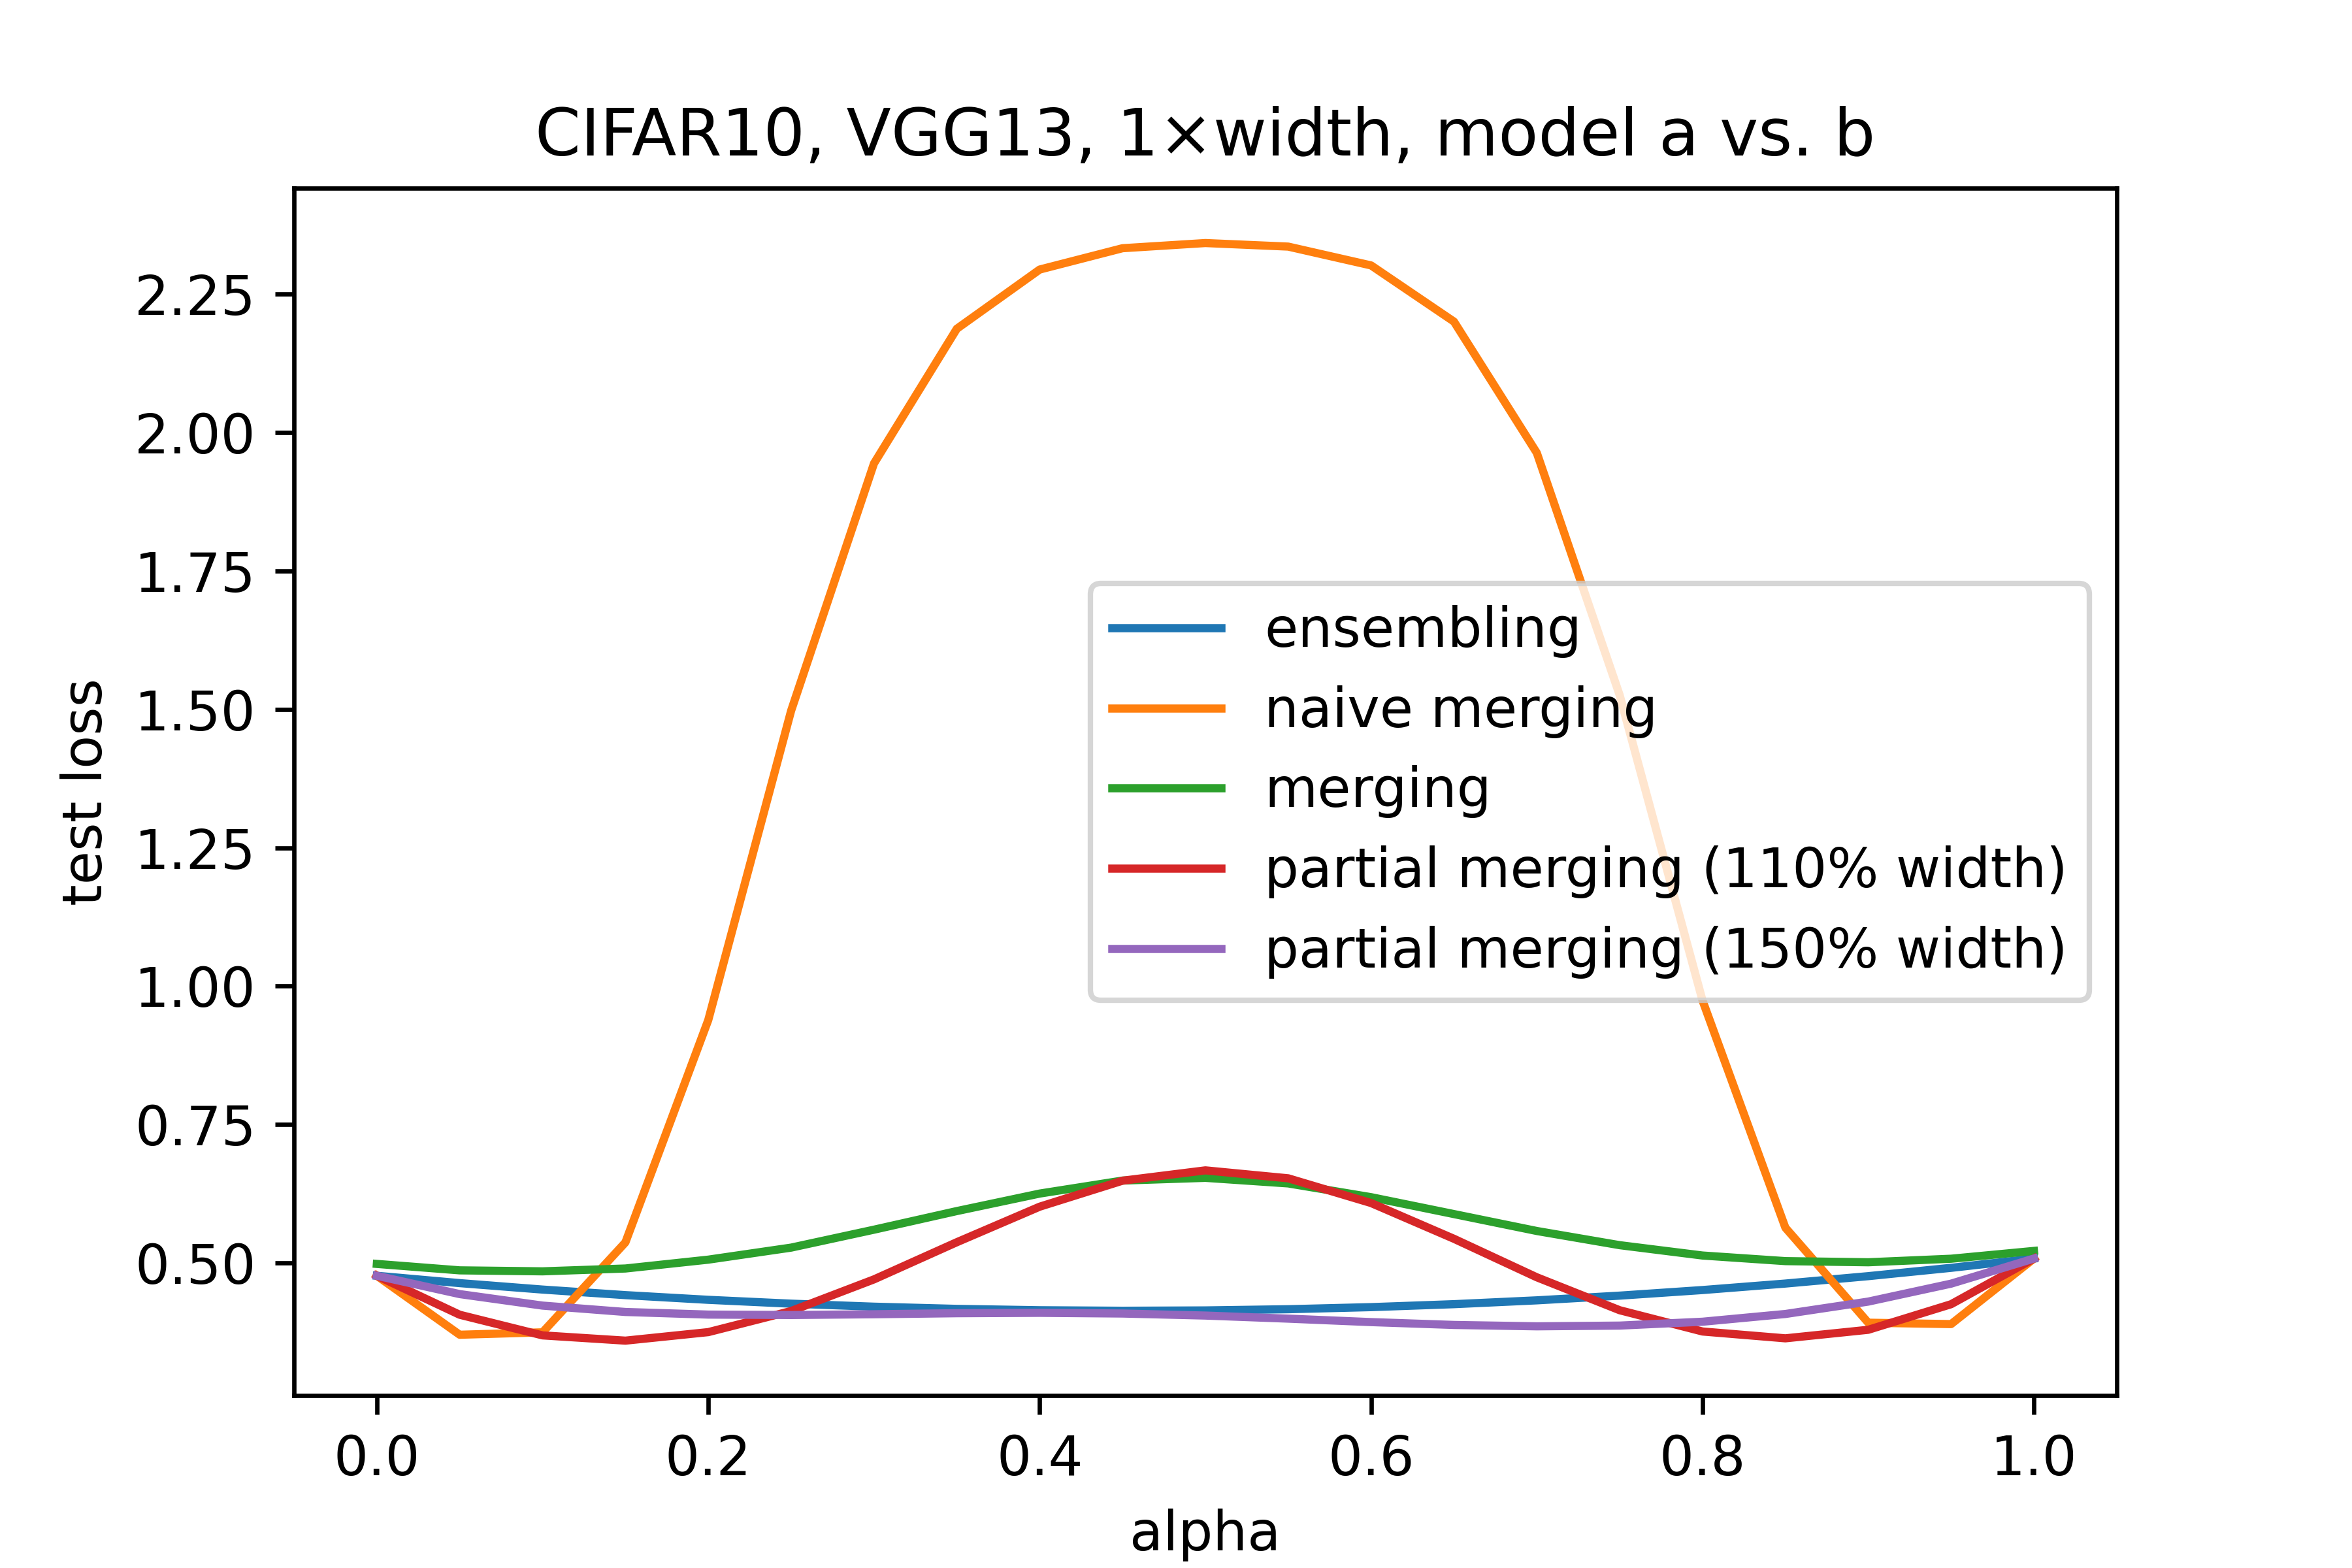 CIFAR10, VGG13, 1×width, model a vs. b
2.25
2.00
1.75
1.50
1.25
1.00
0.75
0.50
test loss
ensembling
naive merging
merging
partial merging (110% width)
partial merging (150% width)
0.0 0.2 0.4 0.6 0.8 1.0
alpha